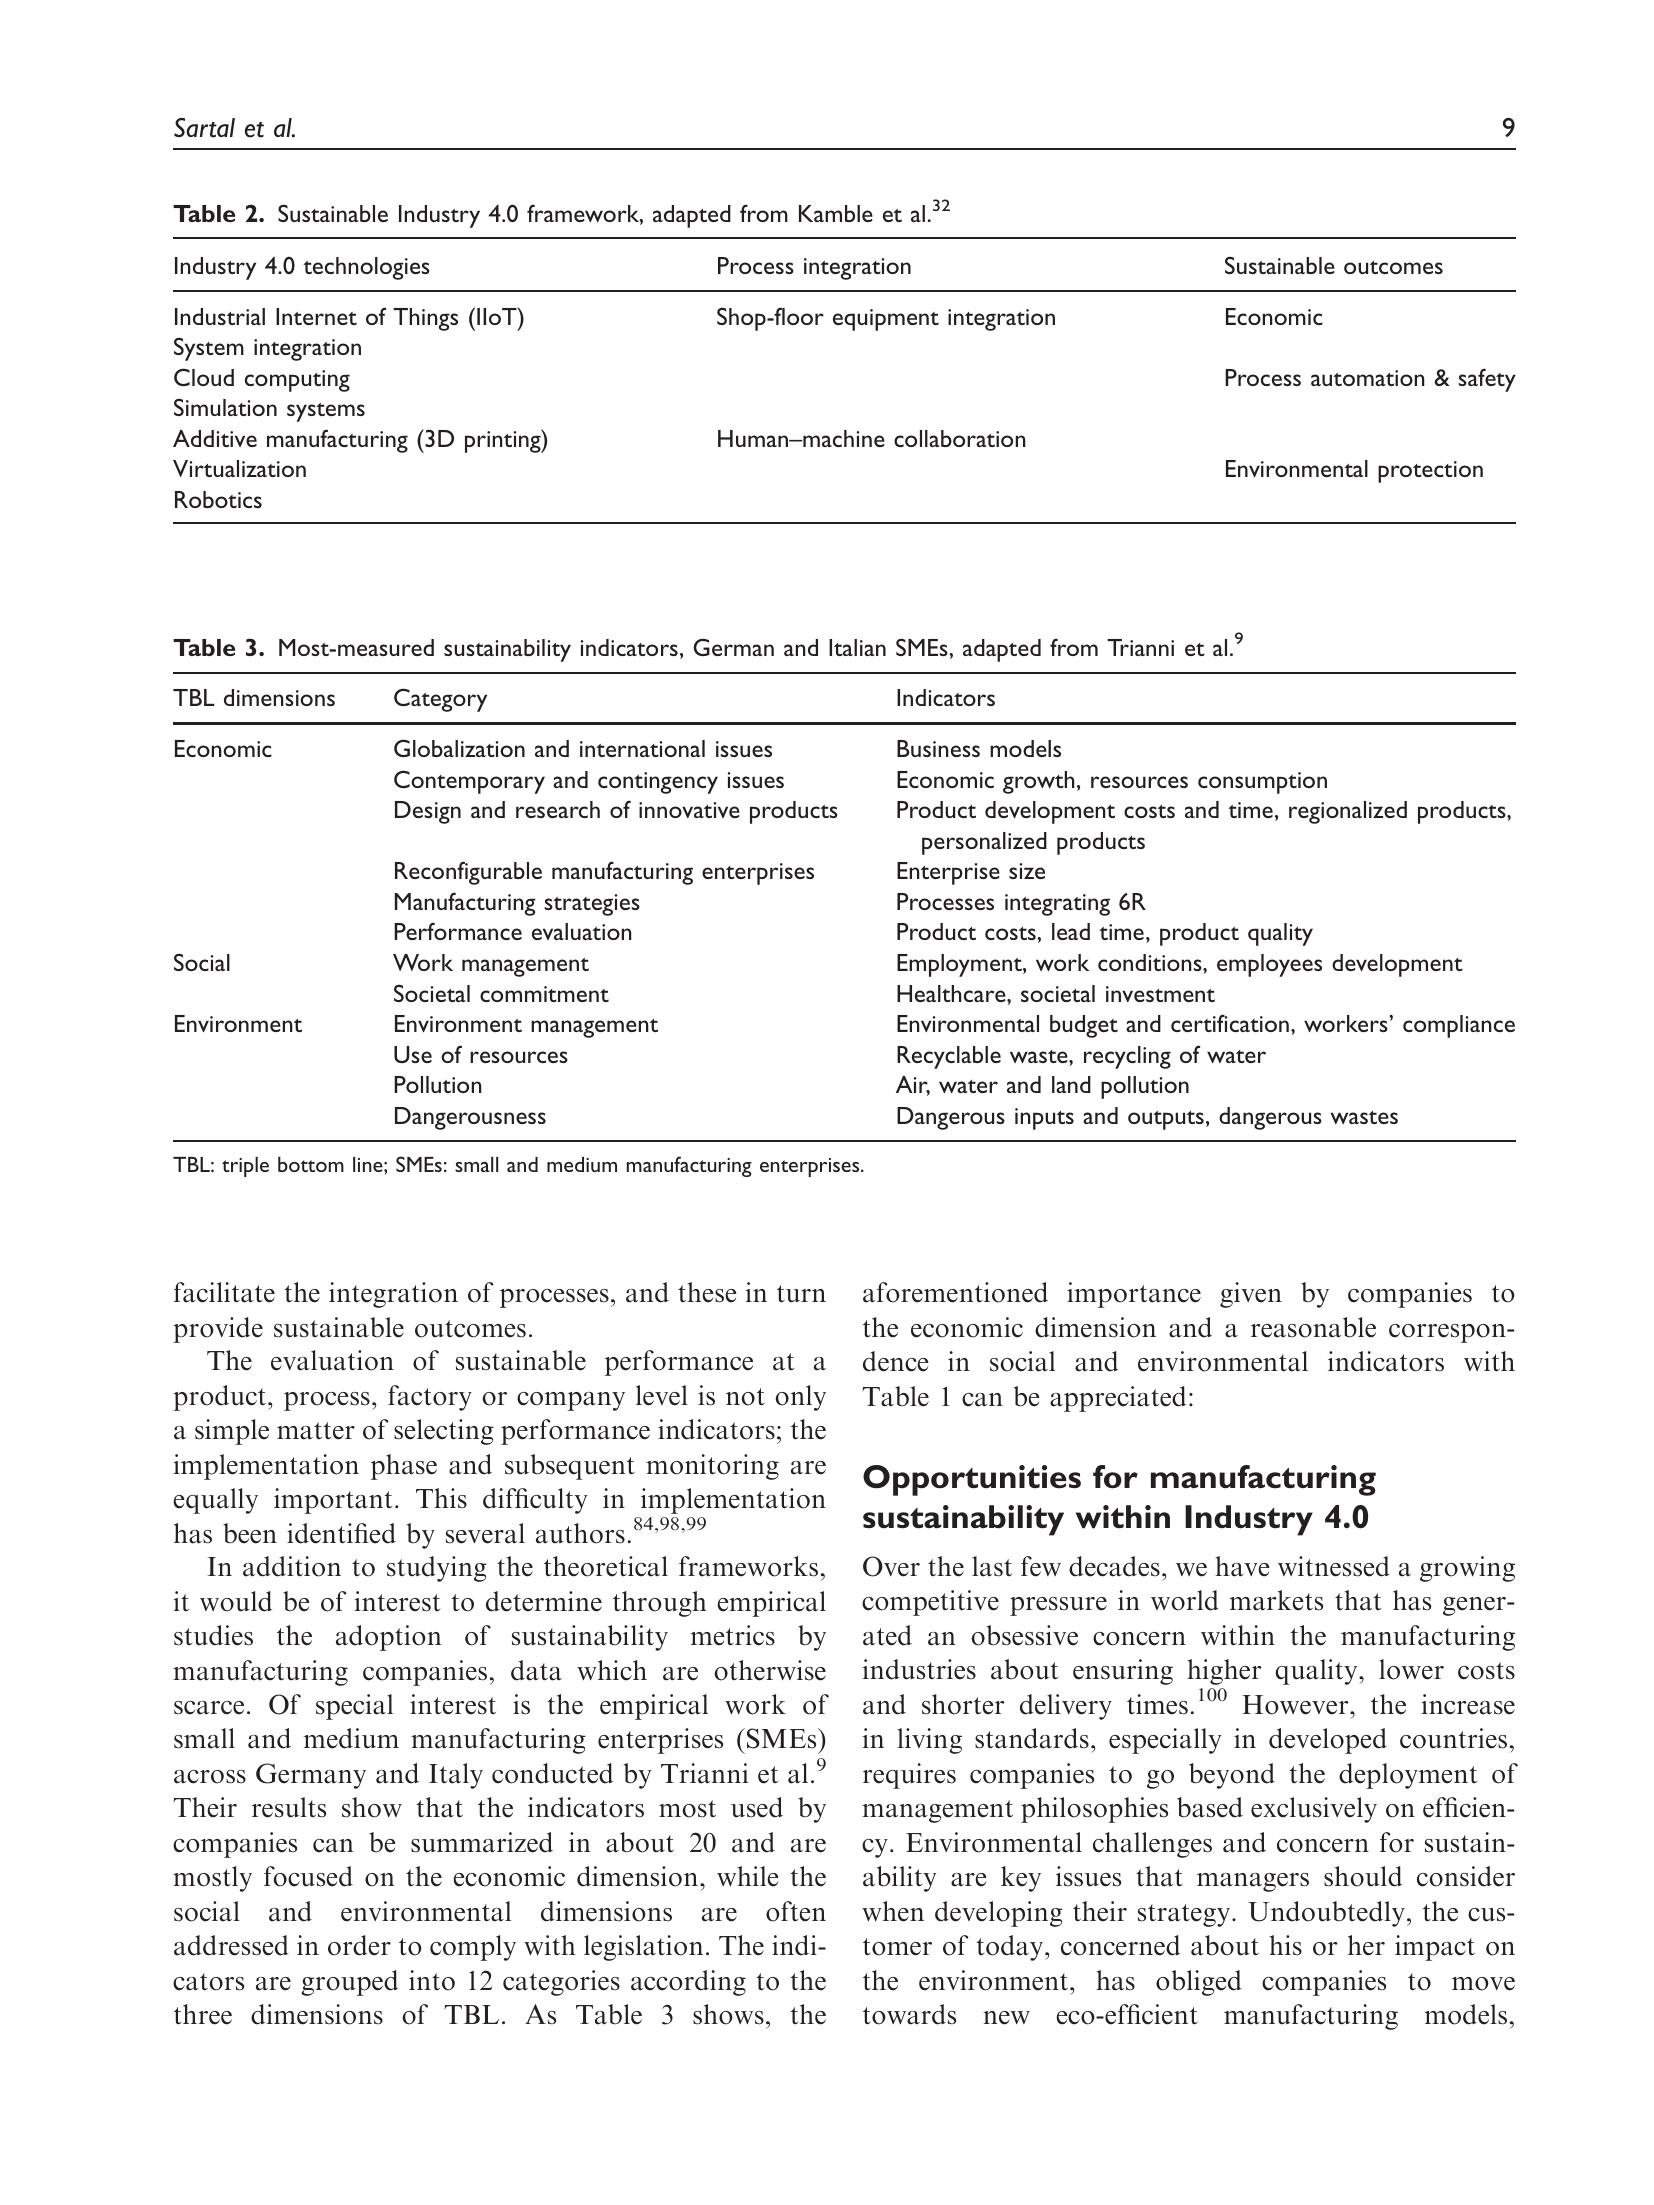 Sartal et al.
9
Table 2. Sustainable Industry 4.0 framework, adapted from Kamble et al.32
Industry 4.0 technologies Process integration Sustainable outcomes
Industrial Internet of Things (IIoT) Shop-floor equipment integration Economic
System integration
Cloud computing Process automation & safety
Simulation systems
Additive manufacturing (3D printing) Human–machine collaboration
Virtualization Environmental protection
Robotics
Table 3. Most-measured sustainability indicators, German and Italian SMEs, adapted from Trianni et al.9
TBL dimensions Category Indicators
Economic Globalization and international issues Business models
Contemporary and contingency issues Economic growth, resources consumption
Design and research of innovative products Product development costs and time, regionalized products,
personalized products
Reconfigurable manufacturing enterprises Enterprise size
Manufacturing strategies Processes integrating 6R
Performance evaluation Product costs, lead time, product quality
Social Work management Employment, work conditions, employees development
Societal commitment Healthcare, societal investment
Environment Environment management Environmental budget and certification, workers’ compliance
Use of resources Recyclable waste, recycling of water
Pollution Air, water and land pollution
Dangerousness Dangerous inputs and outputs, dangerous wastes
TBL: triple bottom line; SMEs: small and medium manufacturing enterprises.
facilitate the integration of processes, and these in turn
provide sustainable outcomes.
The evaluation of sustainable performance at a
product, process, factory or company level is not only
a simple matter of selecting performance indicators; the
implementation phase and subsequent monitoring are
equally important. This difficulty in implementation
has been identified by several authors.84,98,99
In addition to studying the theoretical frameworks,
it would be of interest to determine through empirical
studies the adoption of sustainability metrics by
manufacturing companies, data which are otherwise
scarce. Of special interest is the empirical work of
small and medium manufacturing enterprises (SMEs)
across Germany and Italy conducted by Trianni et al.9
Their results show that the indicators most used by
companies can be summarized in about 20 and are
mostly focused on the economic dimension, while the
social and environmental dimensions are often
addressed in order to comply with legislation. The indi-
cators are grouped into 12 categories according to the
three dimensions of TBL. As Table 3 shows, the
aforementioned importance given by companies to
the economic dimension and a reasonable correspon-
dence in social and environmental indicators with
Table 1 can be appreciated:
Opportunities for manufacturing
sustainability within Industry 4.0
Over the last few decades, we have witnessed a growing
competitive pressure in world markets that has gener-
ated an obsessive concern within the manufacturing
industries about ensuring higher quality, lower costs
and shorter delivery times.100 However, the increase
in living standards, especially in developed countries,
requires companies to go beyond the deployment of
management philosophies based exclusively on efficien-
cy. Environmental challenges and concern for sustain-
ability are key issues that managers should consider
when developing their strategy. Undoubtedly, the cus-
tomer of today, concerned about his or her impact on
the environment, has obliged companies to move
towards new eco-efficient manufacturing models,